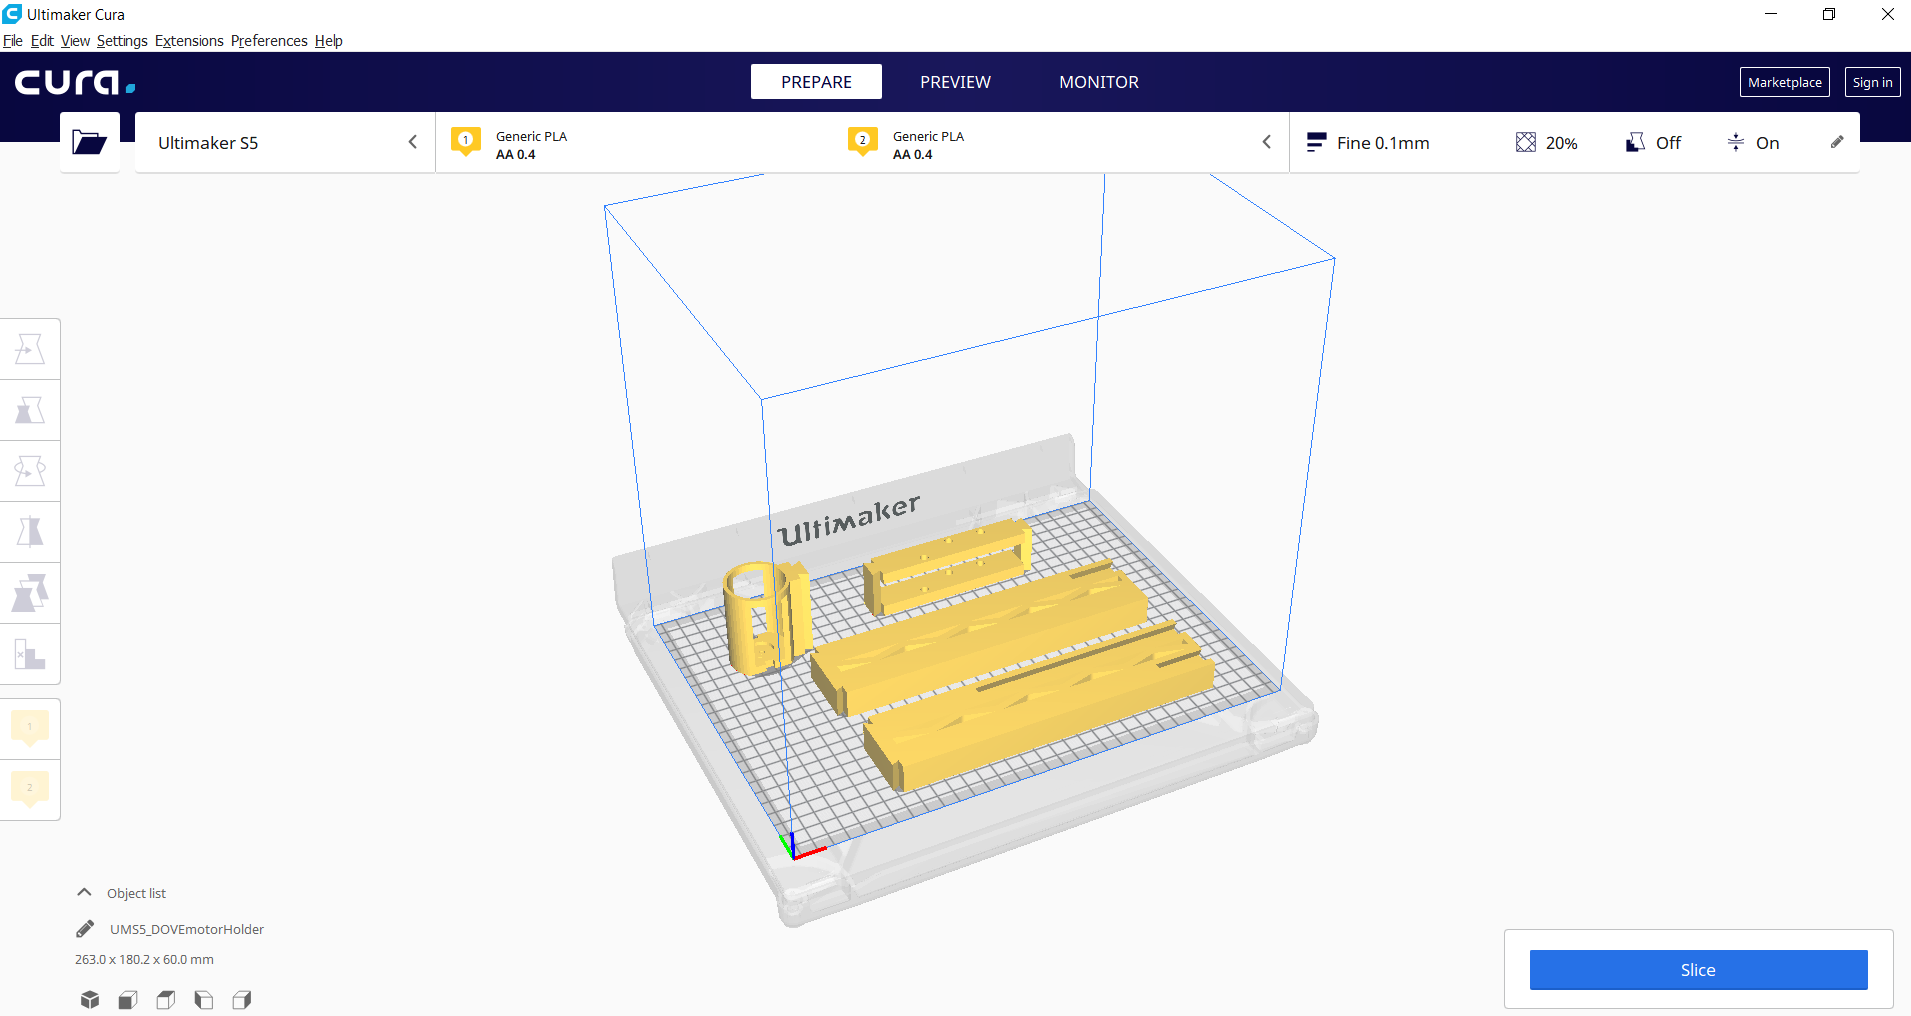 Ultimaker Cura
File Edit View Settings Extensions Preferences Help
cura.
PREPARE
PREVIEW
MONITOR
Marketplace
Sign in
Ultimaker S5
1
Generic PLA
AA 0.4
2
Generic PLA
AA 0.4
Fine 0.1mm
20%
Off
On
Ultimaker
1
2
Object list
UMS5_DOVEmotorHolder
263.0 x 180.2 x 60.0 mm
Slice